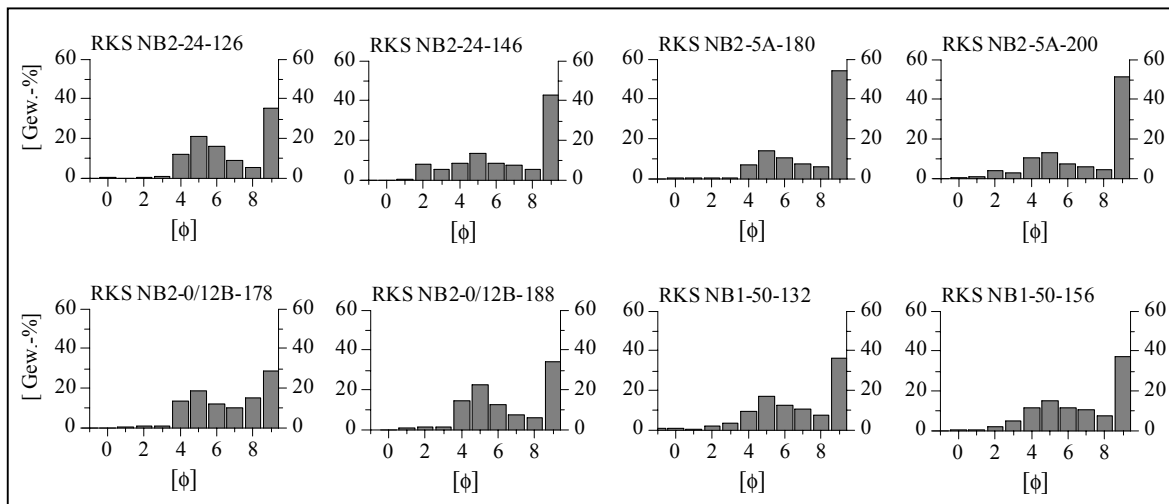 RKS NB2-24-126
RKS NB2-24-146
RKS NB2-5A-180
RKS NB2-5A-200
[ Gew.-%]
60 60 60 60 60 60 60 60
40 40 40 40 40 40 40 40
20 20 20 20 20 20 20 20
0 0 0 0 0 0 0 0
0 2 4 6 8
0 2 4 6 8
0 2 4 6 8
0 2 4 6 8
[ϕ]
[ϕ]
[ϕ]
[ϕ]
RKS NB2-0/12B-178
RKS NB2-0/12B-188
RKS NB1-50-132
RKS NB1-50-156
[ Gew.-%]
60 60 60 60 60 60 60 60
40 40 40 40 40 40 40 40
20 20 20 20 20 20 20 20
0 0 0 0 0 0 0 0
0 2 4 6 8
0 2 4 6 8
0 2 4 6 8
0 2 4 6 8
[ϕ]
[ϕ]
[ϕ]
[ϕ]